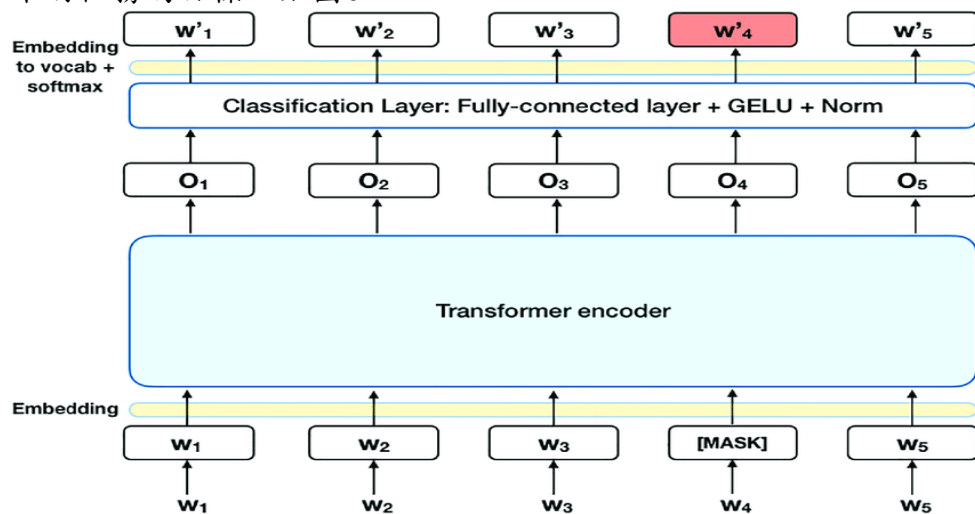 w'1 w'2 w'3 w'4 w'5
Embedding
to vocab +
softmax
Classification Layer: Fully-connected layer + GELU + Norm
O1 O2 O3 O4 O5
Transformer encoder
Embedding
W1 W2 W3 [MASK] W5
W1 W2 W3 W4 W5